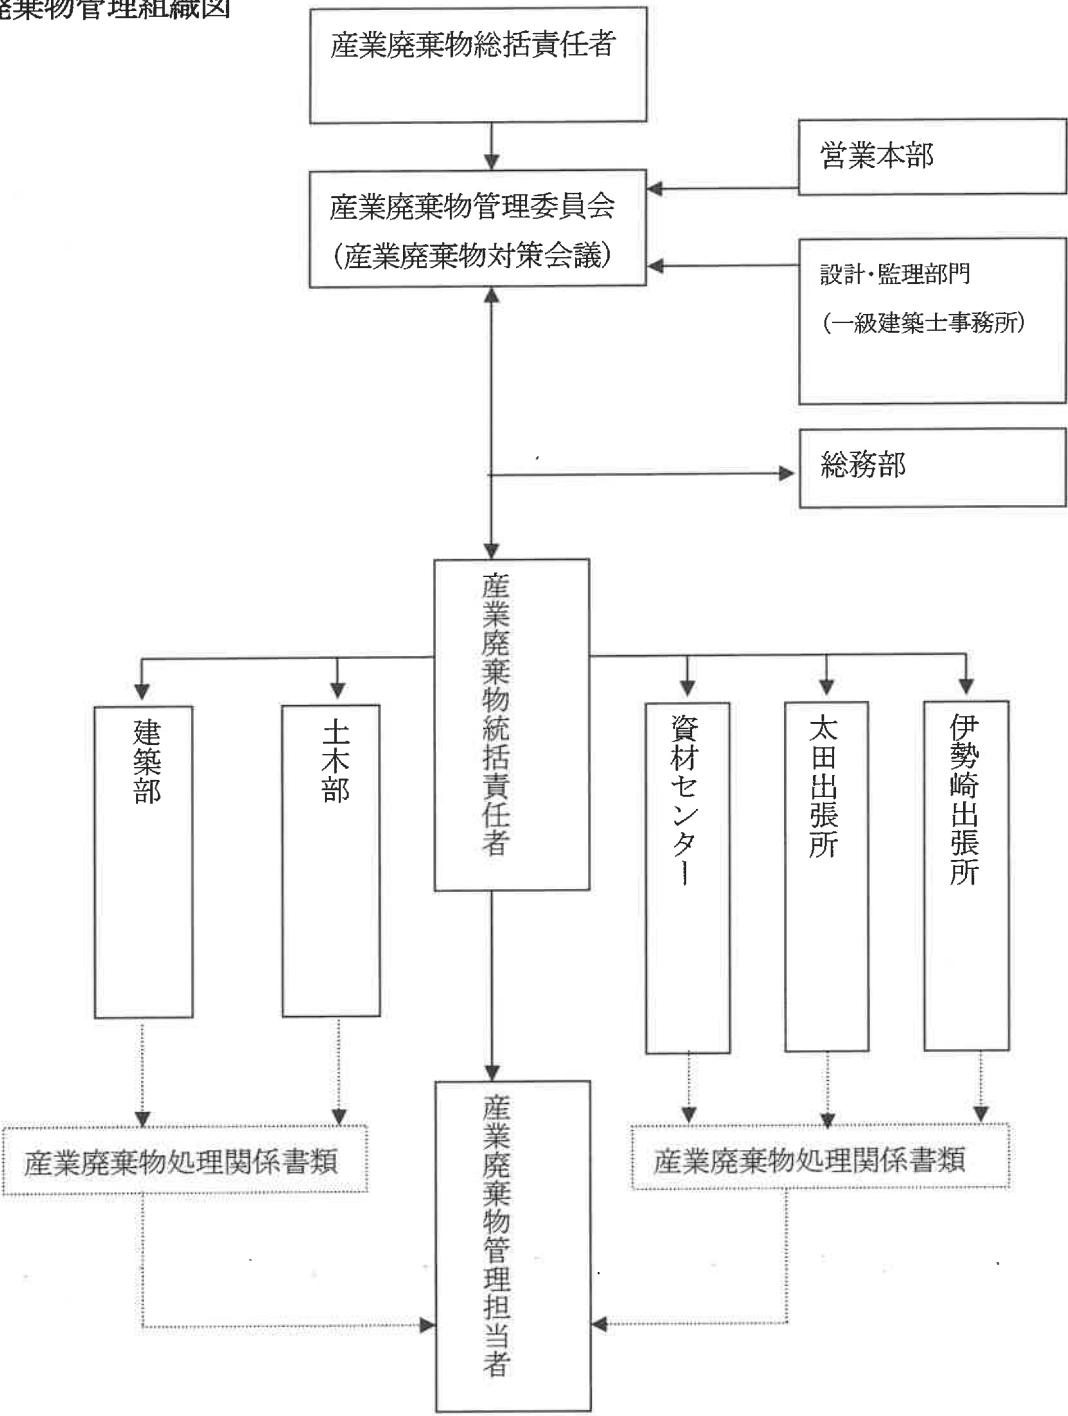 廃棄物管理組織図
産業廃棄物総括責任者
営業本部
産業廃棄物管理委員会
(産業廃棄物対策会議)
設計・監理部門
(一級建築士事務所)
総務部
産業廃棄物統括責任者
建築部
土木部
資材センター
太田出張所
伊勢崎出張所
産業廃棄物処理関係書類
産業廃棄物処理関係書類
産業廃棄物管理担当者